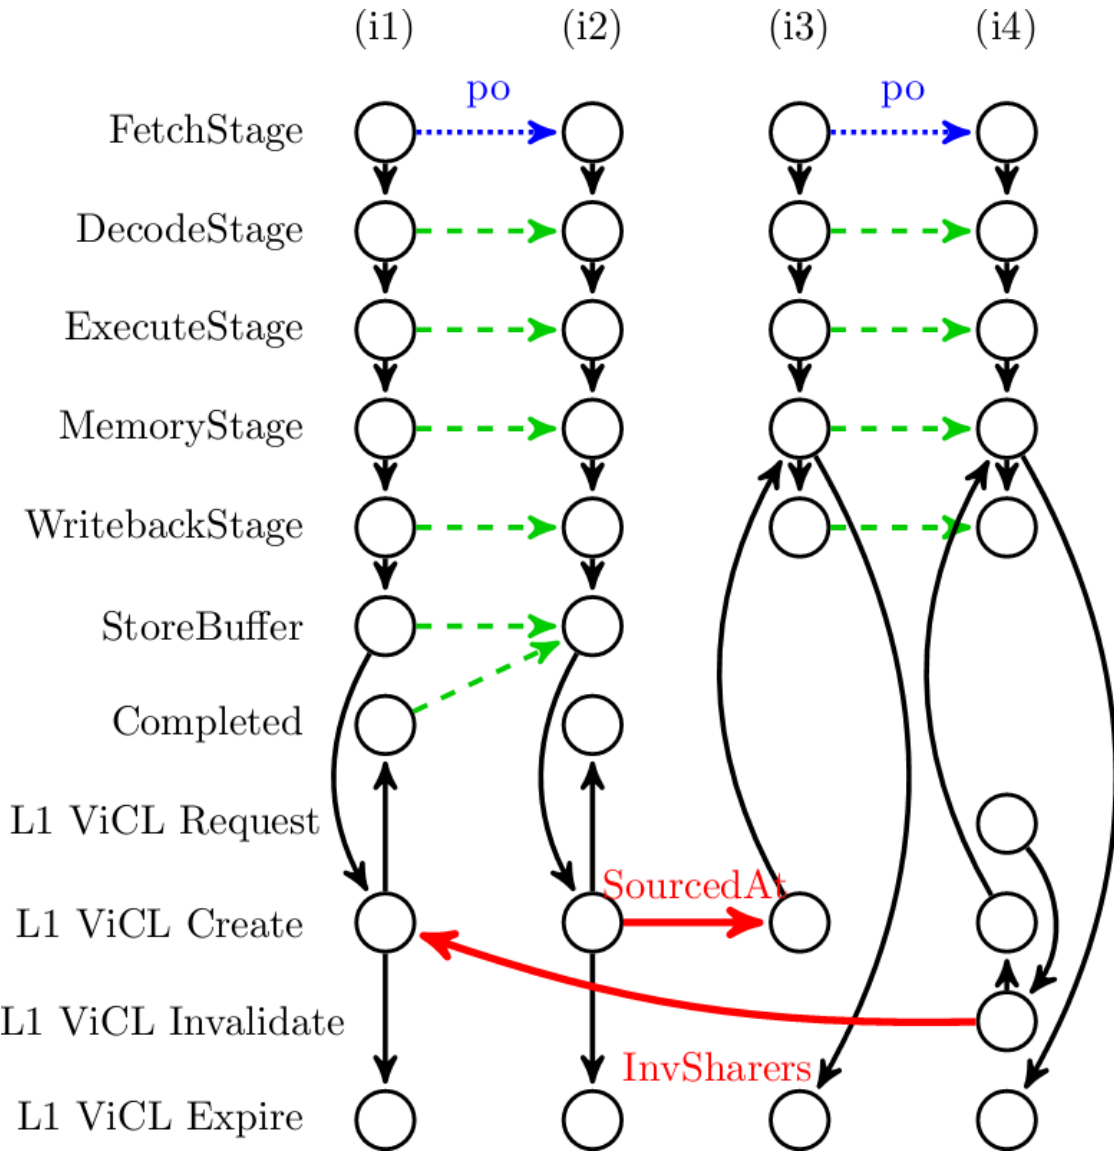 (i1) (i2) (i3) (i4)
po po
FetchStage
DecodeStage
ExecuteStage
MemoryStage
WritebackStage
StoreBuffer
Completed
L1 ViCL Request
SourcedAt
L1 ViCL Create
L1 ViCL Invalidate
InvSharers
L1 ViCL Expire